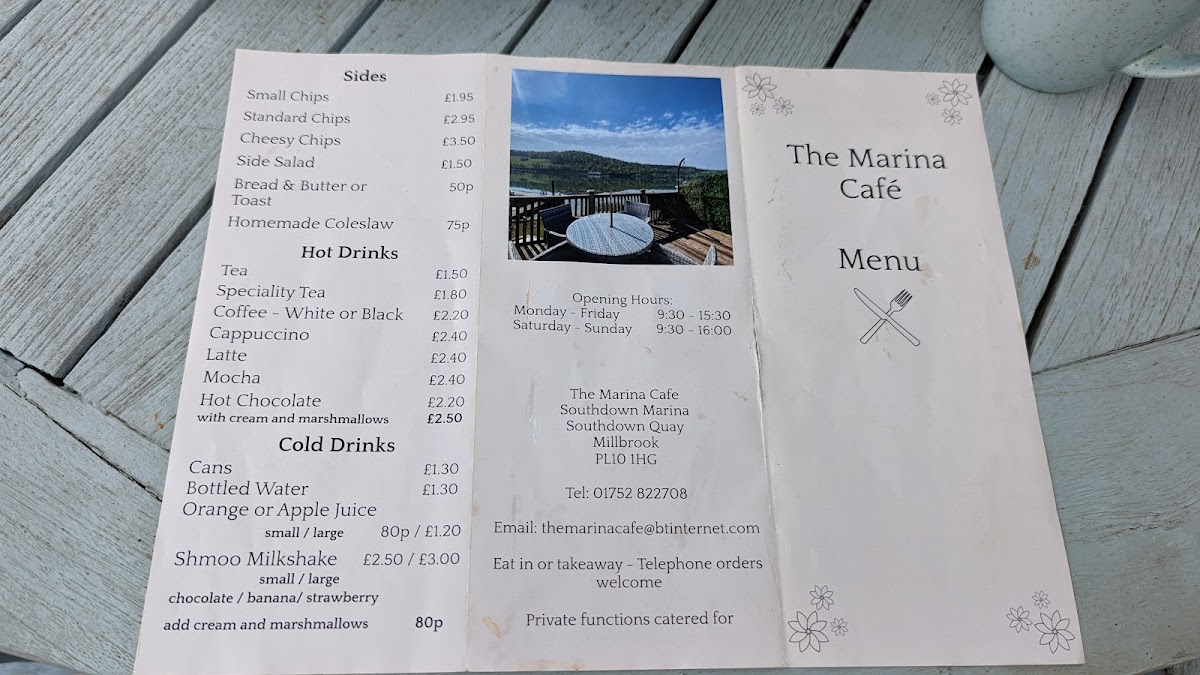 Sides
Small Chips £1.95
Standard Chips £2.95
Cheesy Chips £3.50
Side Salad £1.50
Bread & Butter or 50p
Toast
Homemade Coleslaw 75p
Hot Drinks
Tea £1.50
Speciality Tea £1.80
Coffee - White or Black £2.20
Cappuccino £2.40
Latte £2.40
Mocha £2.40
Hot Chocolate £2.20
with cream and marshmallows £2.50
Cold Drinks
Cans £1.30
Bottled Water £1.30
Orange or Apple Juice
small / large 80p / £1.20
Shmoo Milkshake £2.50 / £3.00
small / large
chocolate / banana/ strawberry
add cream and marshmallows 80p
Opening Hours:
Monday - Friday 9:30 - 15:30
Saturday - Sunday 9:30 - 16:00
The Marina Cafe
Southdown Marina
Southdown Quay
Millbrook
PL10 1HG
Tel: 01752 822708
Email: themarinacafe@btinternet.com
Eat in or takeaway - Telephone orders
welcome
Private functions catered for
The Marina
Café
Menu